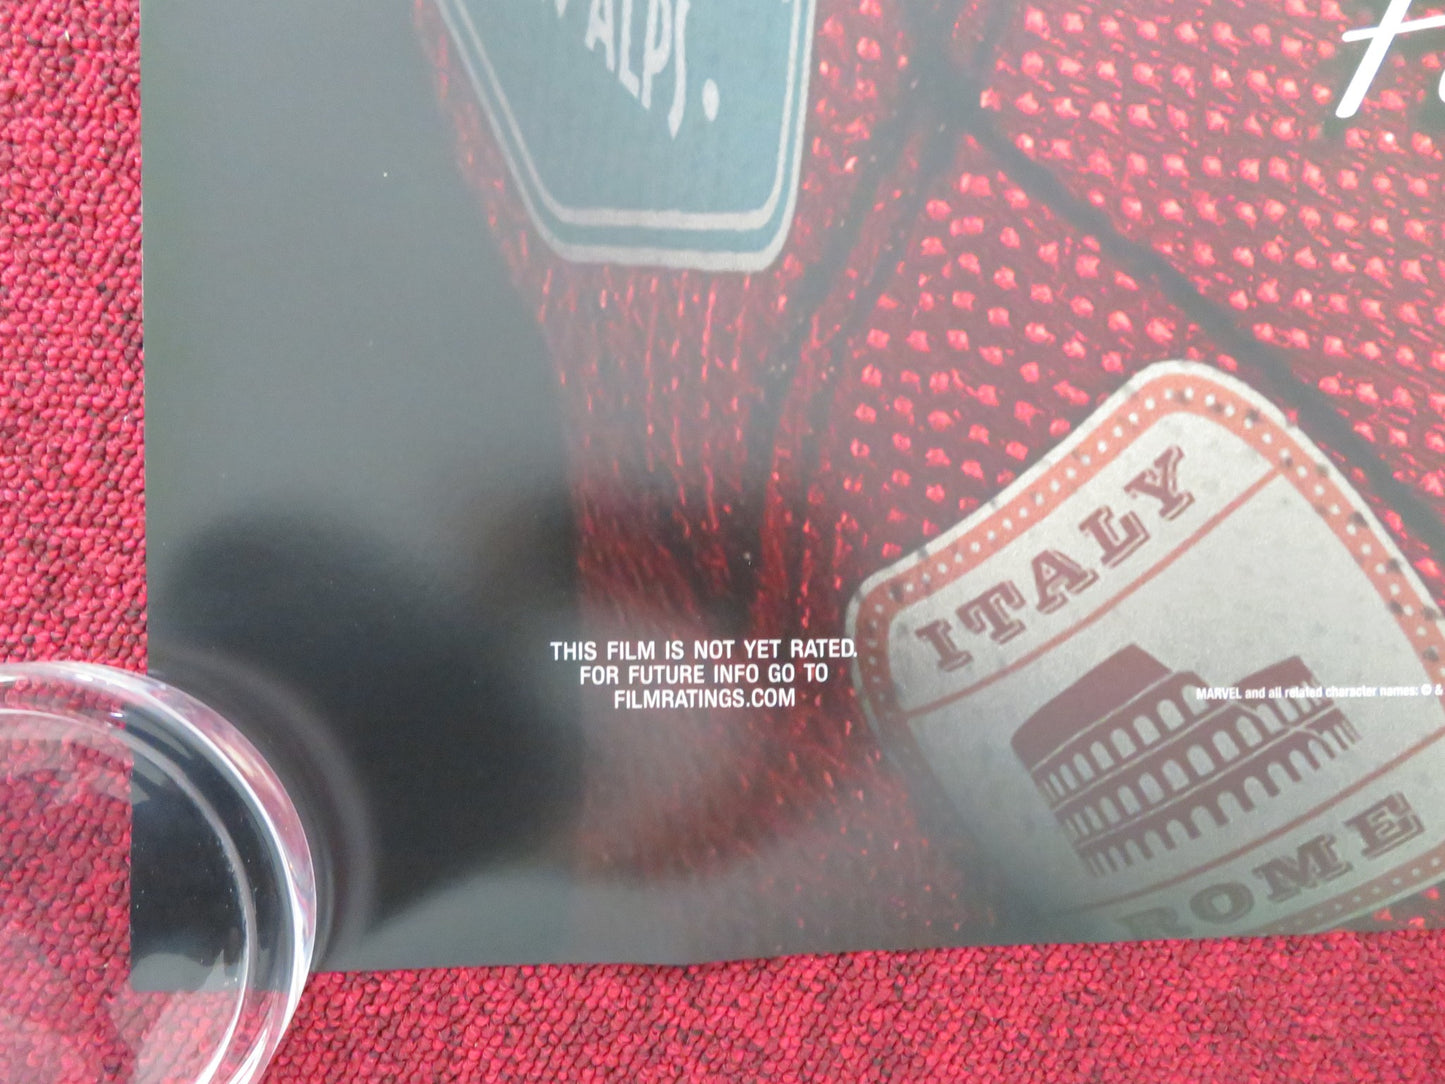 ALPS.
ITALY
THIS FILM IS NOT YET RATED.
FOR FUTURE INFO GO TO
FILMRATINGS.COM
MARVEL and all related character names: © &
ROME